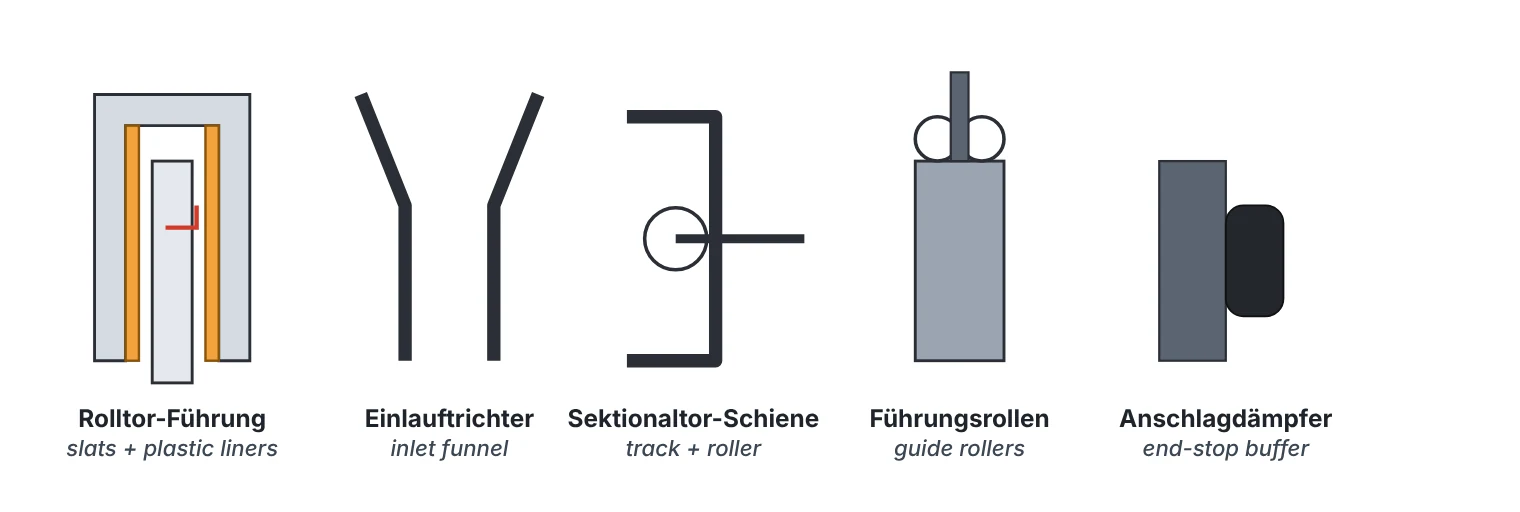 Rolltor-Führung
slats + plastic liners
Einlauftrichter
inlet funnel
Sektionaltor-Schiene
track + roller
Führungsrollen
guide rollers
Anschlagdämpfer
end-stop buffer